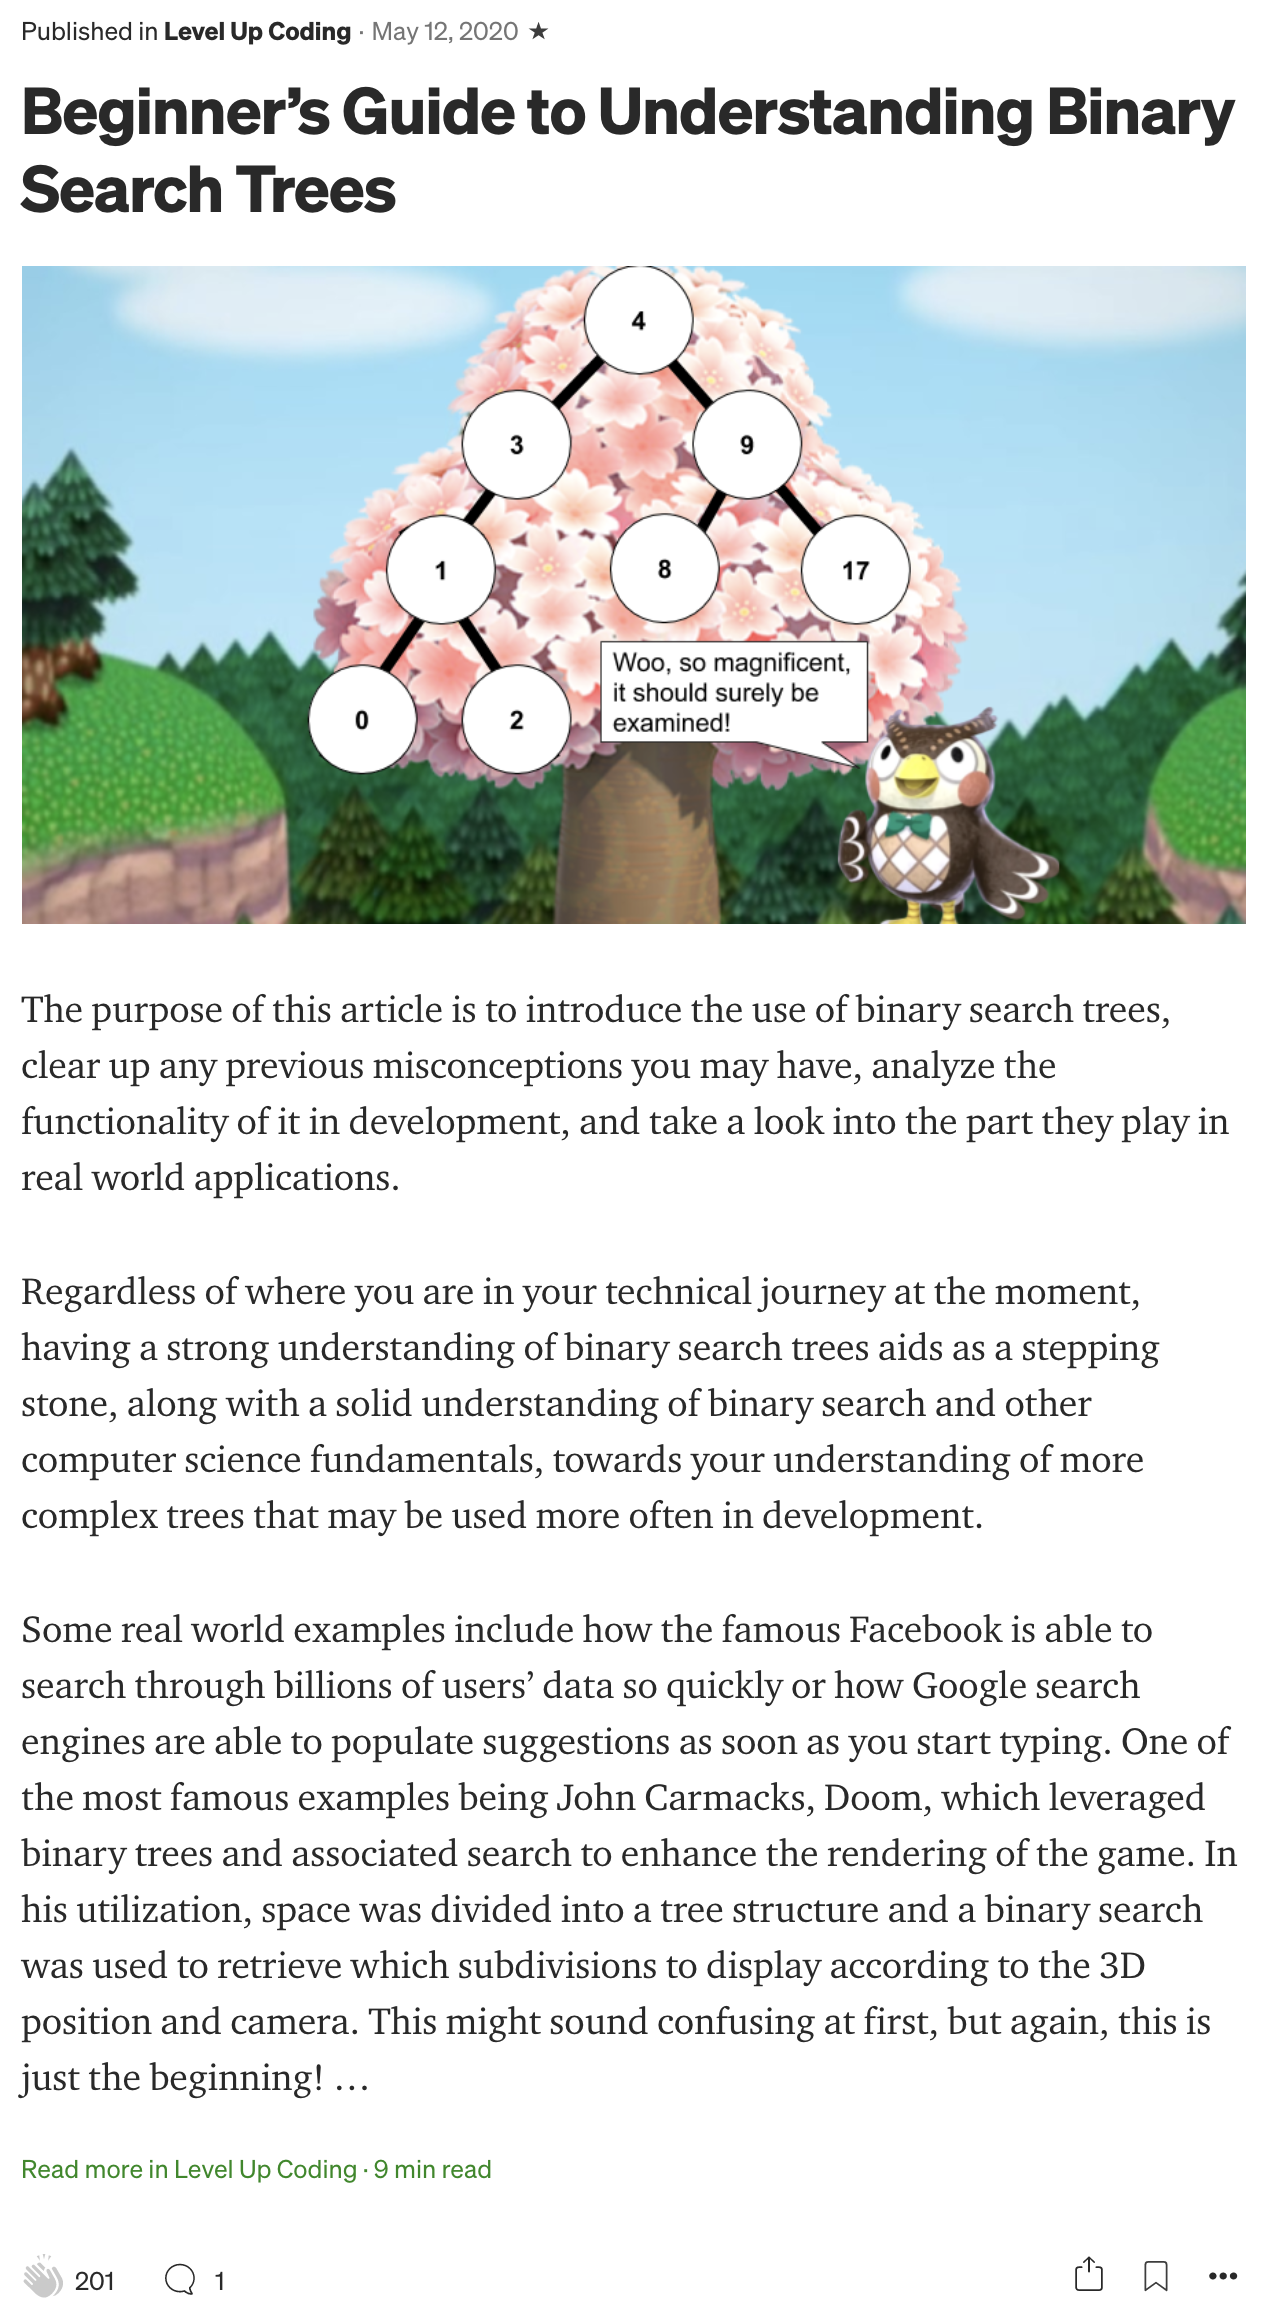 Published in Level Up Coding · May 12, 2020 ★
Beginner’s Guide to Understanding Binary
Search Trees
4
3
9
1
8
17
Woo, so magnificent,
it should surely be
examined!
0
2
The purpose of this article is to introduce the use of binary search trees,
clear up any previous misconceptions you may have, analyze the
functionality of it in development, and take a look into the part they play in
real world applications.
Regardless of where you are in your technical journey at the moment,
having a strong understanding of binary search trees aids as a stepping
stone, along with a solid understanding of binary search and other
computer science fundamentals, towards your understanding of more
complex trees that may be used more often in development.
Some real world examples include how the famous Facebook is able to
search through billions of users’ data so quickly or how Google search
engines are able to populate suggestions as soon as you start typing. One of
the most famous examples being John Carmacks, Doom, which leveraged
binary trees and associated search to enhance the rendering of the game. In
his utilization, space was divided into a tree structure and a binary search
was used to retrieve which subdivisions to display according to the 3D
position and camera. This might sound confusing at first, but again, this is
just the beginning! …
Read more in Level Up Coding · 9 min read
201
1